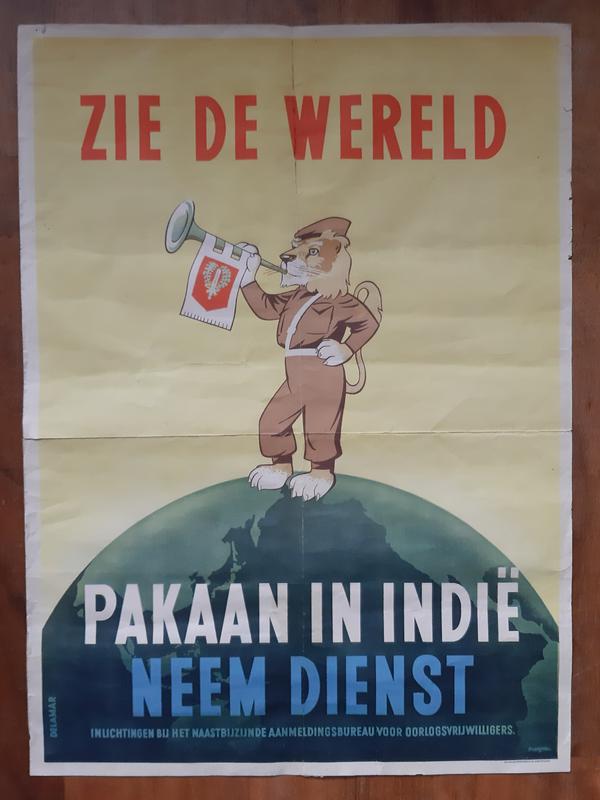 ZIE DE WERELD
PAKAAN IN INDIË
NEEM DIENST
INLICHTINGEN BIJ HET NAASTBIJZIJNDE AANMELDINGSBUREAU VOOR OORLOGSVRIJWILLIGERS.
DELAMAR